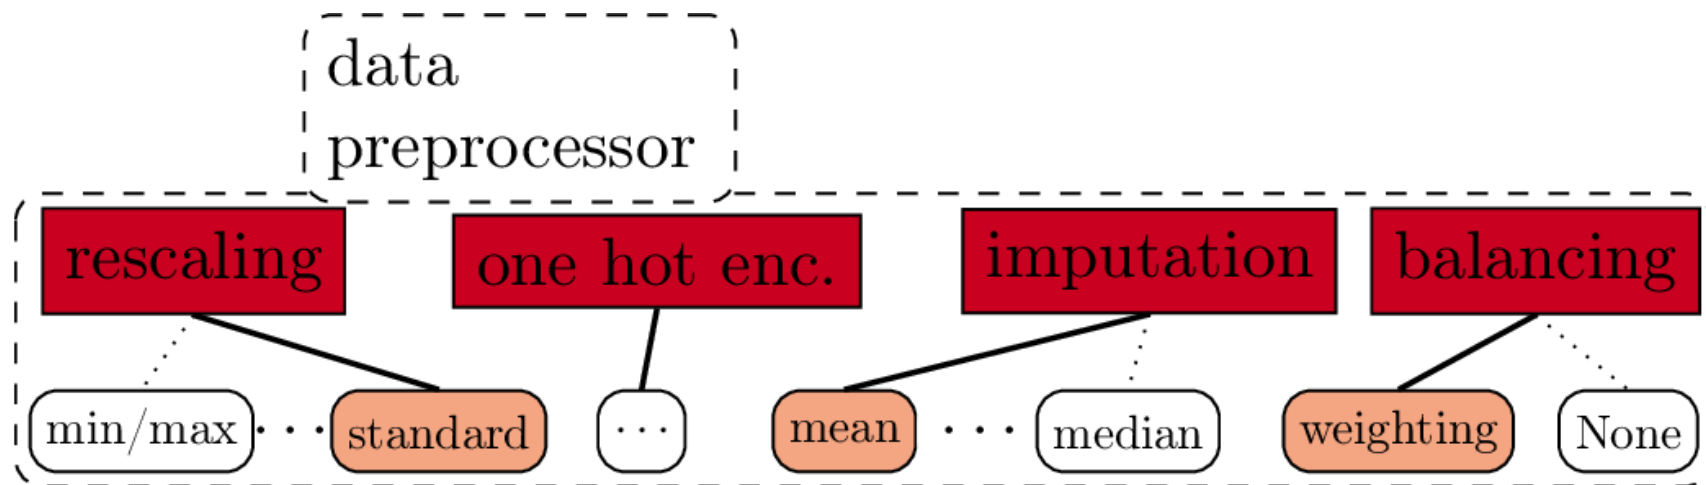 data
preprocessor
rescaling
one hot enc.
imputation
balancing
min/max
···
standard
···
mean
···
median
weighting
None